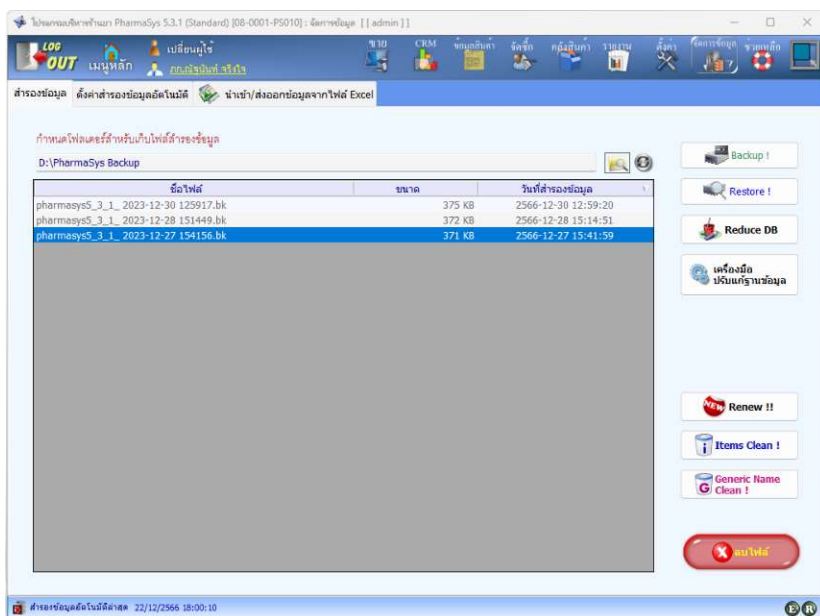 โปรแกรมบริหารร้านยา PharmaSys 5.3.1 (Standard) [08-0001-PS010] : จัดการข้อมูล [[ admin ]]
LOG OUT
เมนูหลัก
เปลี่ยนผู้ใช้
ขาย
CRM
ข้อมูลสินค้า
จัดซื้อ
คลังสินค้า
รายงาน
ตั้งค่า
จัดการข้อมูล
ช่วยเหลือ
สำรองข้อมูล
ตั้งค่าสำรองข้อมูลอัตโนมัติ
นำเข้า/ส่งออกข้อมูลจากไฟล์ Excel
กำหนดโฟลเดอร์สำหรับเก็บไฟล์สำรองข้อมูล
D:\PharmaSys Backup
ชื่อไฟล์ ขนาด วันที่สำรองข้อมูล
pharmasys5_3_1_ 2023-12-30 125917.bk 375 KB 2566-12-30 12:59:20
pharmasys5_3_1_ 2023-12-28 151449.bk 372 KB 2566-12-28 15:14:51
pharmasys5_3_1_ 2023-12-27 154156.bk 371 KB 2566-12-27 15:41:59
Backup !
Restore !
Reduce DB
เครื่องมือ
ปรับแก้ฐานข้อมูล
NEW Renew !!
i Items Clean !
Generic Name
G Clean !
ลบไฟล์
สำรองข้อมูลอัตโนมัติล่าสุด 22/12/2566 18:00:10
E R